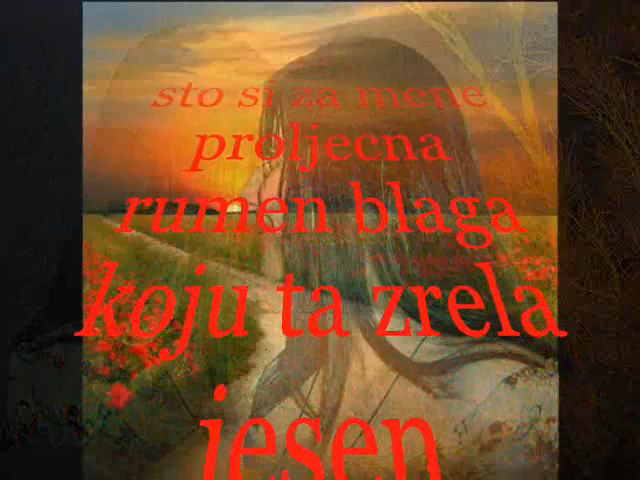 sto si za mene
proljecna
rumen blaga
koju ta zrela
jesen